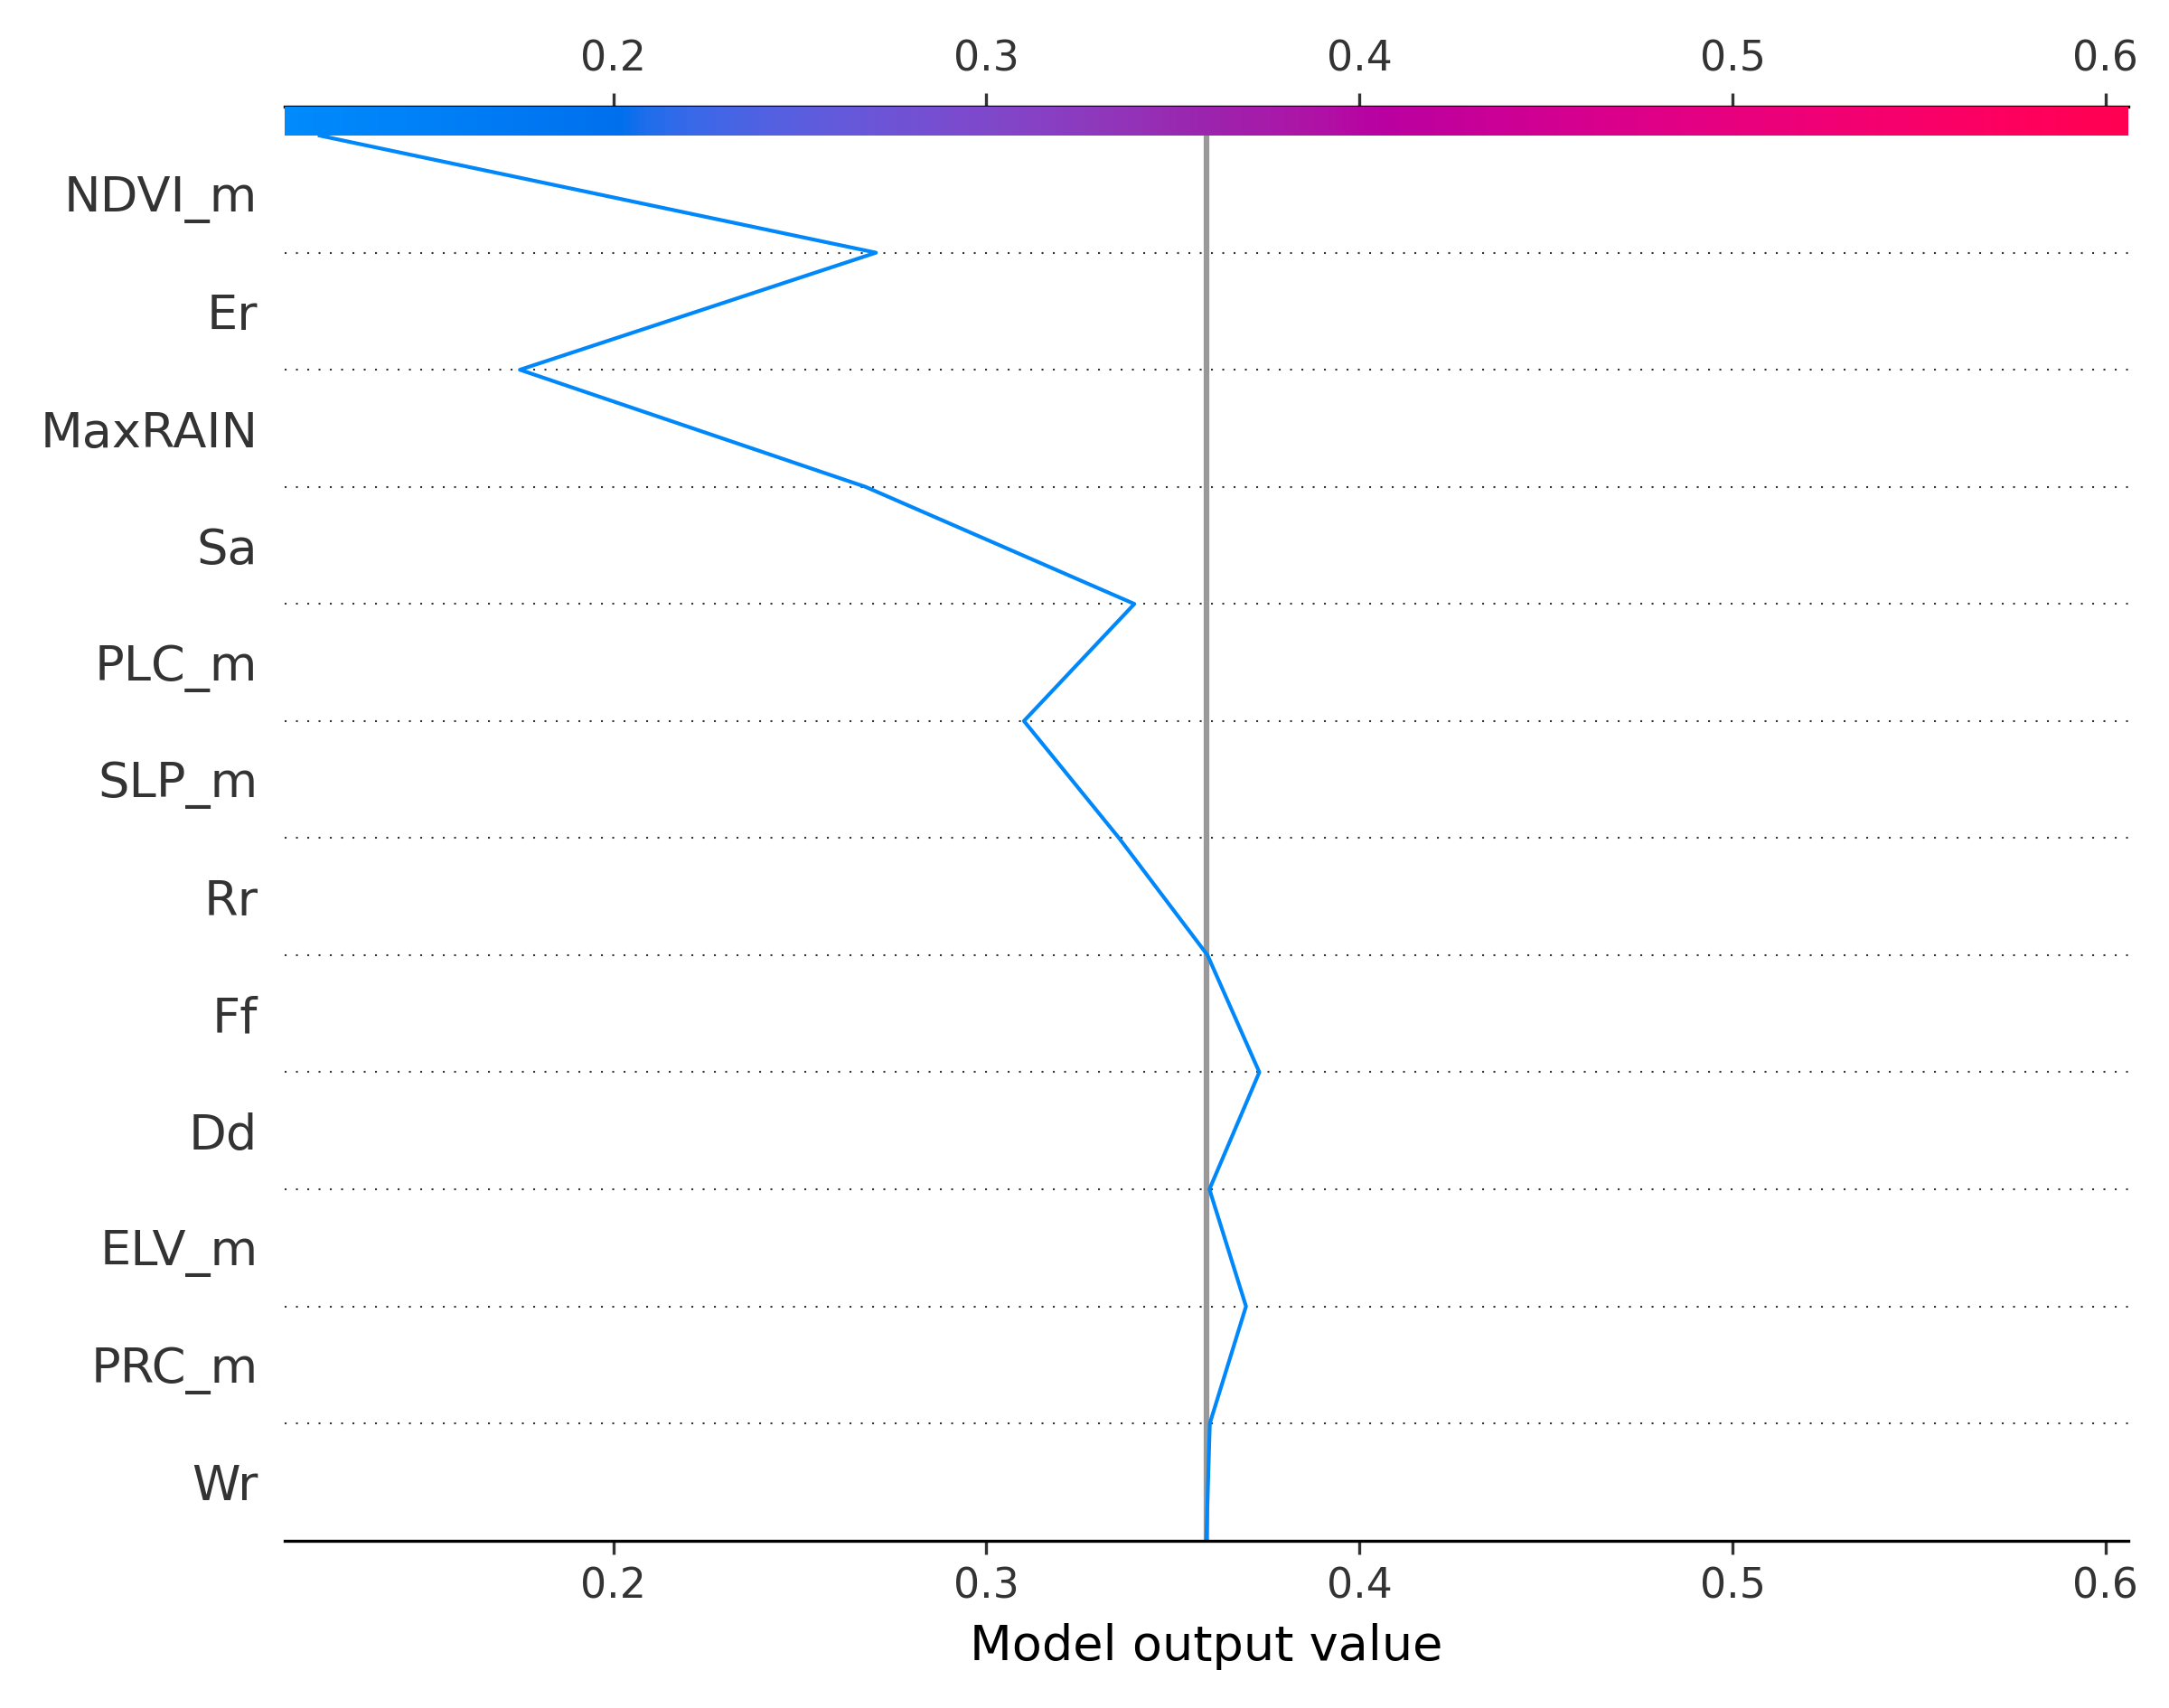 0.2 0.3 0.4 0.5 0.6
NDVI_m
Er
MaxRAIN
Sa
PLC_m
SLP_m
Rr
Ff
Dd
ELV_m
PRC_m
Wr
0.2 0.3 0.4 0.5 0.6
Model output value